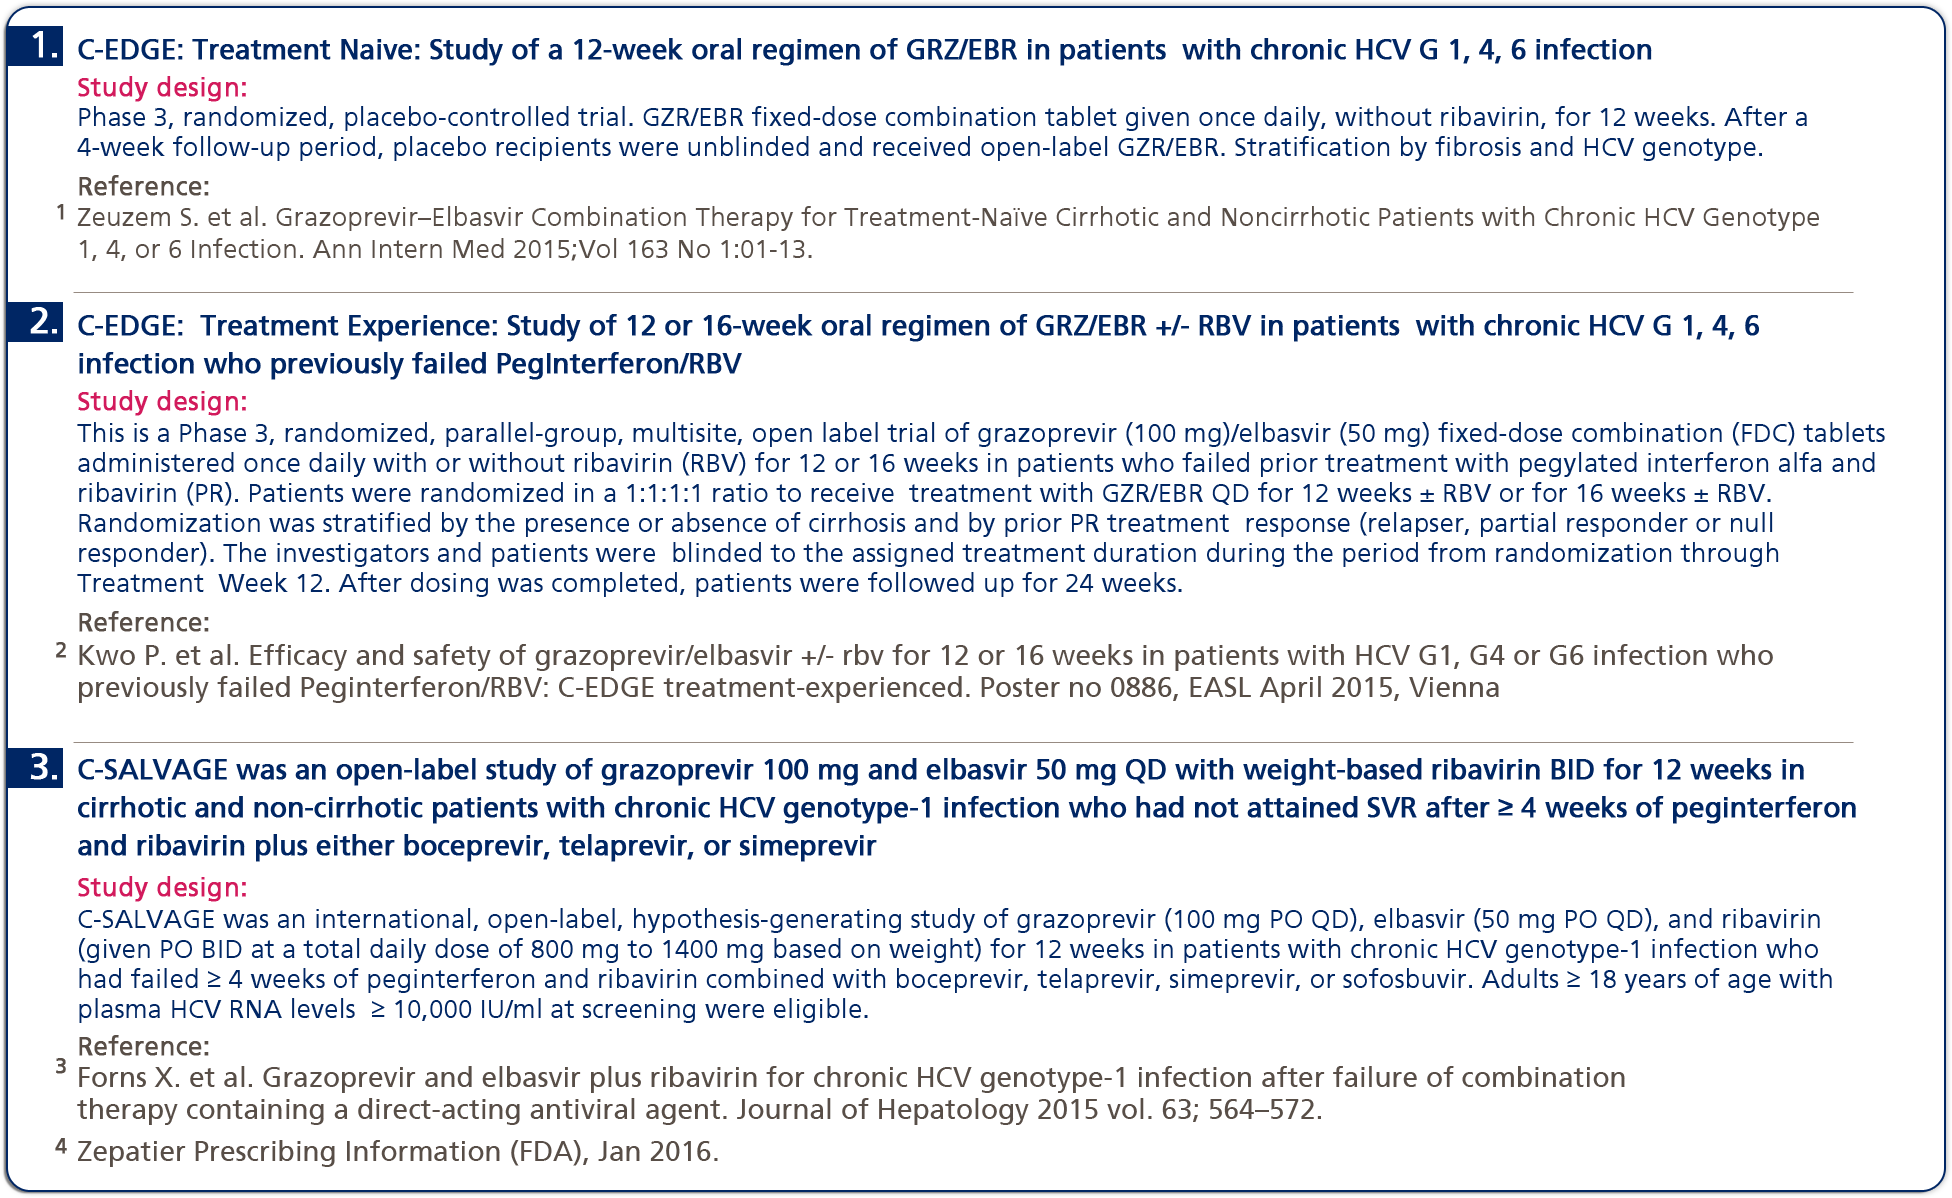 1. C-EDGE: Treatment Naive: Study of a 12-week oral regimen of GRZ/EBR in patients with chronic HCV G 1, 4, 6 infection
Study design:
Phase 3, randomized, placebo-controlled trial. GZR/EBR fixed-dose combination tablet given once daily, without ribavirin, for 12 weeks. After a
4-week follow-up period, placebo recipients were unblinded and received open-label GZR/EBR. Stratification by fibrosis and HCV genotype.
Reference:
1 Zeuzem S. et al. Grazoprevir–Elbasvir Combination Therapy for Treatment-Naïve Cirrhotic and Noncirrhotic Patients with Chronic HCV Genotype
1, 4, or 6 Infection. Ann Intern Med 2015;Vol 163 No 1:01-13.
2. C-EDGE: Treatment Experience: Study of 12 or 16-week oral regimen of GRZ/EBR +/- RBV in patients with chronic HCV G 1, 4, 6
infection who previously failed PegInterferon/RBV
Study design:
This is a Phase 3, randomized, parallel-group, multisite, open label trial of grazoprevir (100 mg)/elbasvir (50 mg) fixed-dose combination (FDC) tablets
administered once daily with or without ribavirin (RBV) for 12 or 16 weeks in patients who failed prior treatment with pegylated interferon alfa and
ribavirin (PR). Patients were randomized in a 1:1:1:1 ratio to receive treatment with GZR/EBR QD for 12 weeks ± RBV or for 16 weeks ± RBV.
Randomization was stratified by the presence or absence of cirrhosis and by prior PR treatment response (relapser, partial responder or null
responder). The investigators and patients were blinded to the assigned treatment duration during the period from randomization through
Treatment Week 12. After dosing was completed, patients were followed up for 24 weeks.
Reference:
2 Kwo P. et al. Efficacy and safety of grazoprevir/elbasvir +/- rbv for 12 or 16 weeks in patients with HCV G1, G4 or G6 infection who
previously failed Peginterferon/RBV: C-EDGE treatment-experienced. Poster no 0886, EASL April 2015, Vienna
3. C-SALVAGE was an open-label study of grazoprevir 100 mg and elbasvir 50 mg QD with weight-based ribavirin BID for 12 weeks in
cirrhotic and non-cirrhotic patients with chronic HCV genotype-1 infection who had not attained SVR after ≥ 4 weeks of peginterferon
and ribavirin plus either boceprevir, telaprevir, or simeprevir
Study design:
C-SALVAGE was an international, open-label, hypothesis-generating study of grazoprevir (100 mg PO QD), elbasvir (50 mg PO QD), and ribavirin
(given PO BID at a total daily dose of 800 mg to 1400 mg based on weight) for 12 weeks in patients with chronic HCV genotype-1 infection who
had failed ≥ 4 weeks of peginterferon and ribavirin combined with boceprevir, telaprevir, simeprevir, or sofosbuvir. Adults ≥ 18 years of age with
plasma HCV RNA levels ≥ 10,000 IU/ml at screening were eligible.
Reference:
3 Forns X. et al. Grazoprevir and elbasvir plus ribavirin for chronic HCV genotype-1 infection after failure of combination
therapy containing a direct-acting antiviral agent. Journal of Hepatology 2015 vol. 63; 564–572.
4 Zepatier Prescribing Information (FDA), Jan 2016.